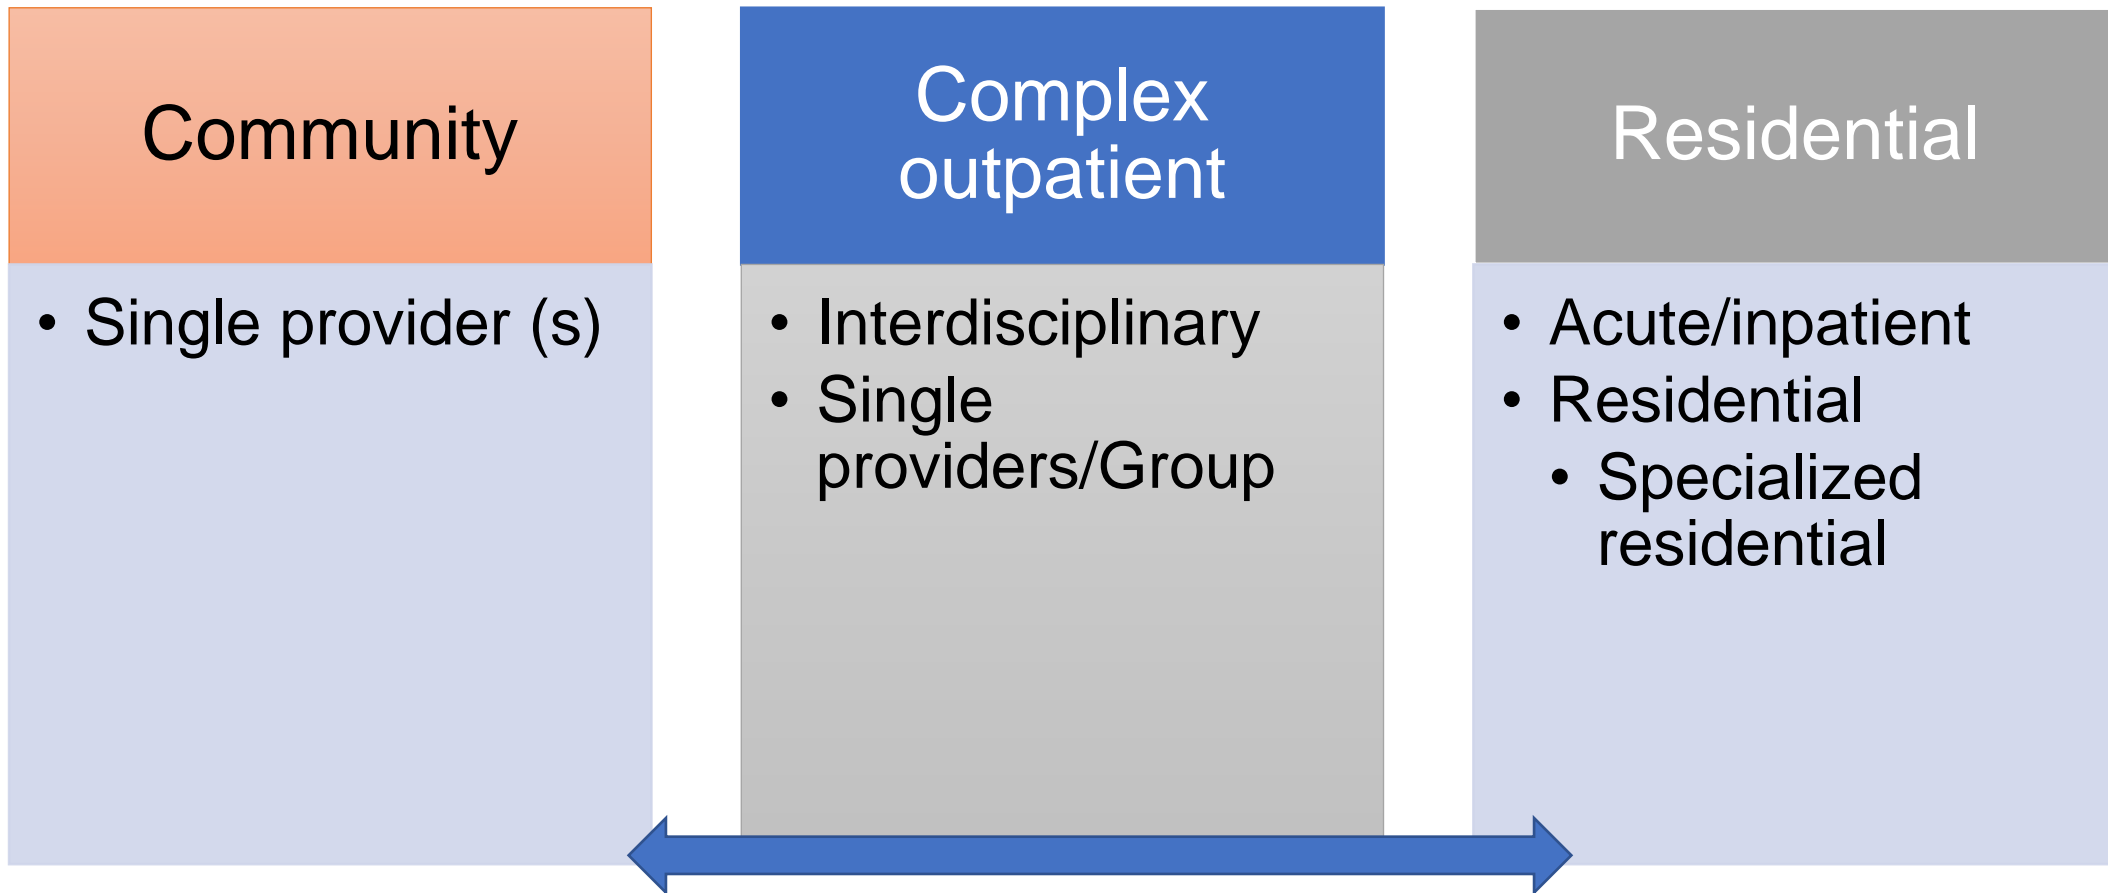 Community
• Single provider (s)
Complex
outpatient
• Interdisciplinary
• Single
providers/Group
Residential
• Acute/inpatient
• Residential
• Specialized
residential